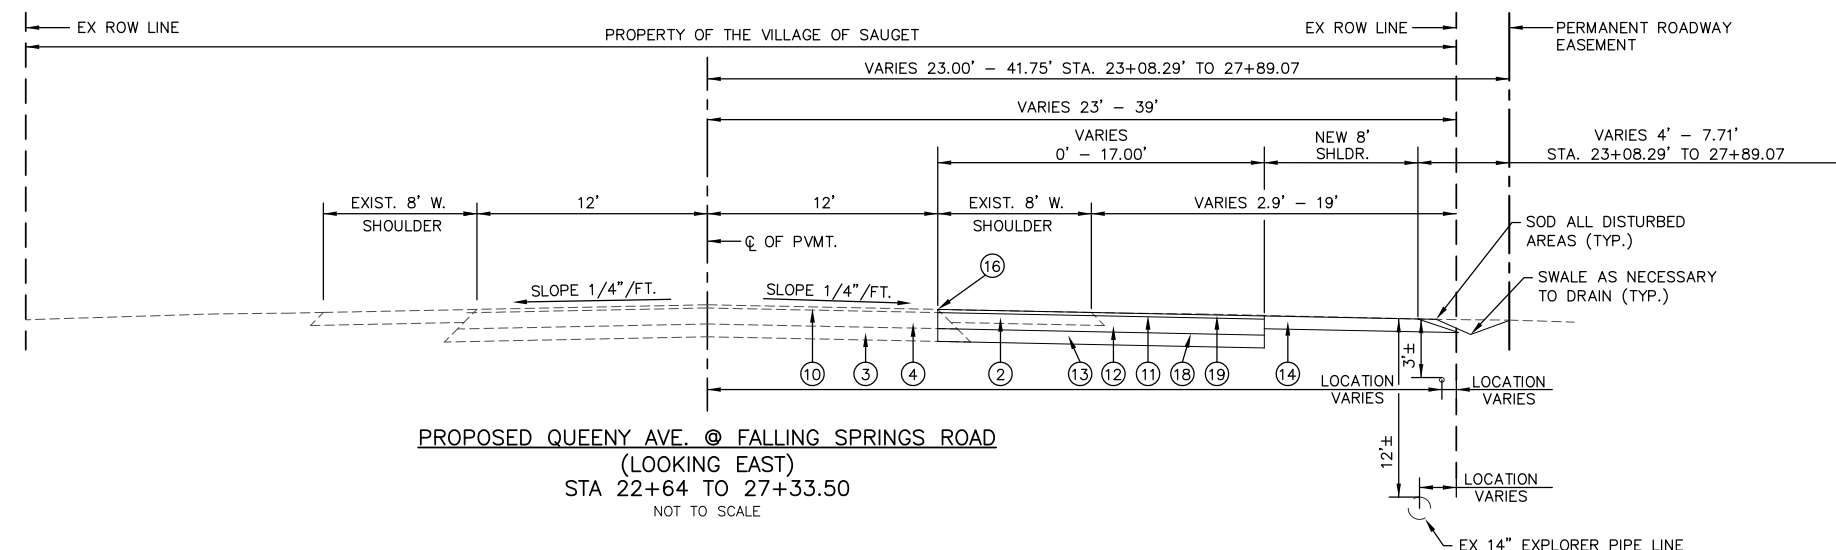 EX ROW LINE
PROPERTY OF THE VILLAGE OF SAUGET
EX ROW LINE
PERMANENT ROADWAY
EASEMENT
VARIES 23.00' – 41.75' STA. 23+08.29' TO 27+89.07
VARIES 23' – 39'
VARIES
0' – 17.00'
NEW 8'
SHLDR.
VARIES 4' – 7.71'
STA. 23+08.29' TO 27+89.07
EXIST. 8' W.
SHOULDER
12'
12'
EXIST. 8' W.
SHOULDER
VARIES 2.9' – 19'
SOD ALL DISTURBED
AREAS (TYP.)
℄ OF PVMT.
16
SWALE AS NECESSARY
TO DRAIN (TYP.)
SLOPE 1/4"/FT.
SLOPE 1/4"/FT.
3'±
10
3
4
2
13
12
11
18
19
14
LOCATION
VARIES
LOCATION
VARIES
PROPOSED QUEENY AVE. @ FALLING SPRINGS ROAD
(LOOKING EAST)
STA 22+64 TO 27+33.50
NOT TO SCALE
12'±
LOCATION
VARIES
EX 14" EXPLORER PIPE LINE